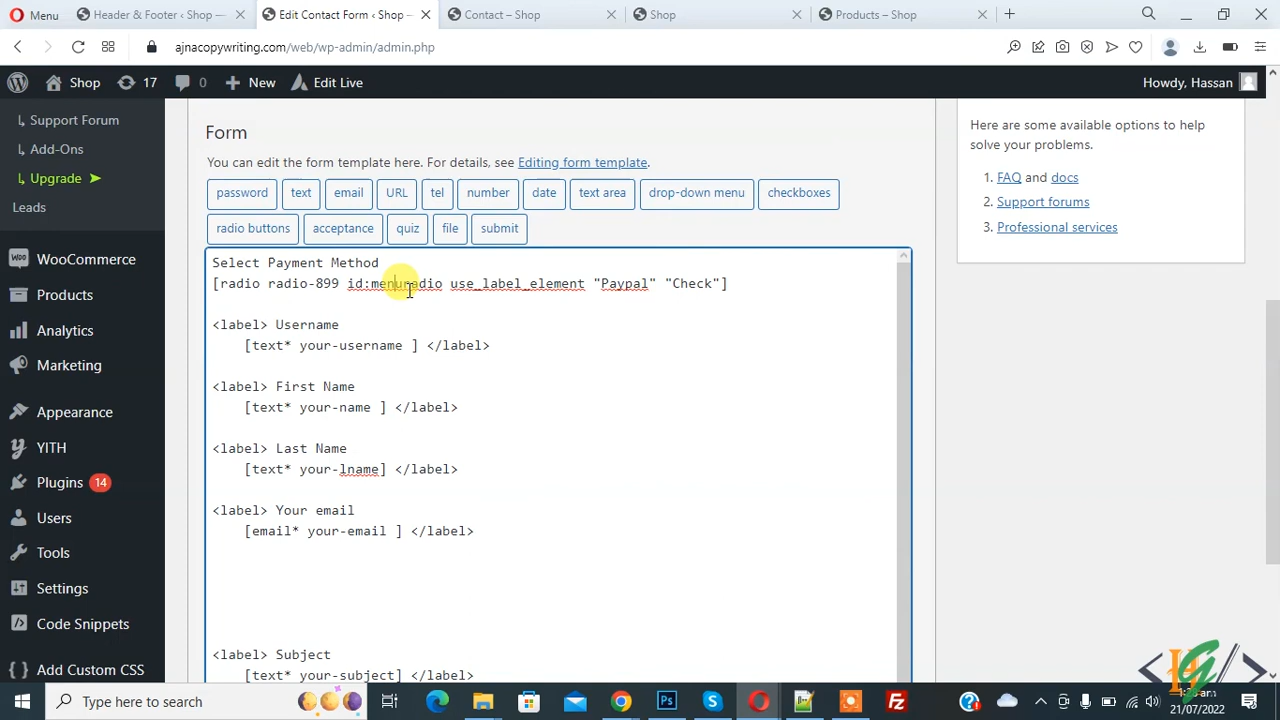 Menu
Header & Footer ‹ Shop —
Edit Contact Form ‹ Shop —
Contact – Shop
Shop
Products – Shop
ajnacopywriting.com/web/wp-admin/admin.php
Shop
17
0
New
Edit Live
Howdy, Hassan
↳ Support Forum
↳ Add-Ons
↳ Upgrade ➤
Leads
WooCommerce
Products
Analytics
Marketing
Appearance
YITH
Plugins 14
Users
Tools
Settings
Code Snippets
Add Custom CSS
Form
You can edit the form template here. For details, see Editing form template.
password
text
email
URL
tel
number
date
text area
drop-down menu
checkboxes
radio buttons
acceptance
quiz
file
submit
Select Payment Method
[radio radio-899 id:menuradio use_label_element "Paypal" "Check"]
<label> Username
[text* your-username ] </label>
<label> First Name
[text* your-name ] </label>
<label> Last Name
[text* your-lname] </label>
<label> Your email
[email* your-email ] </label>
<label> Subject
[text* your-subject] </label>
Here are some available options to help
solve your problems.
1. FAQ and docs
2. Support forums
3. Professional services
Type here to search
21/07/2022